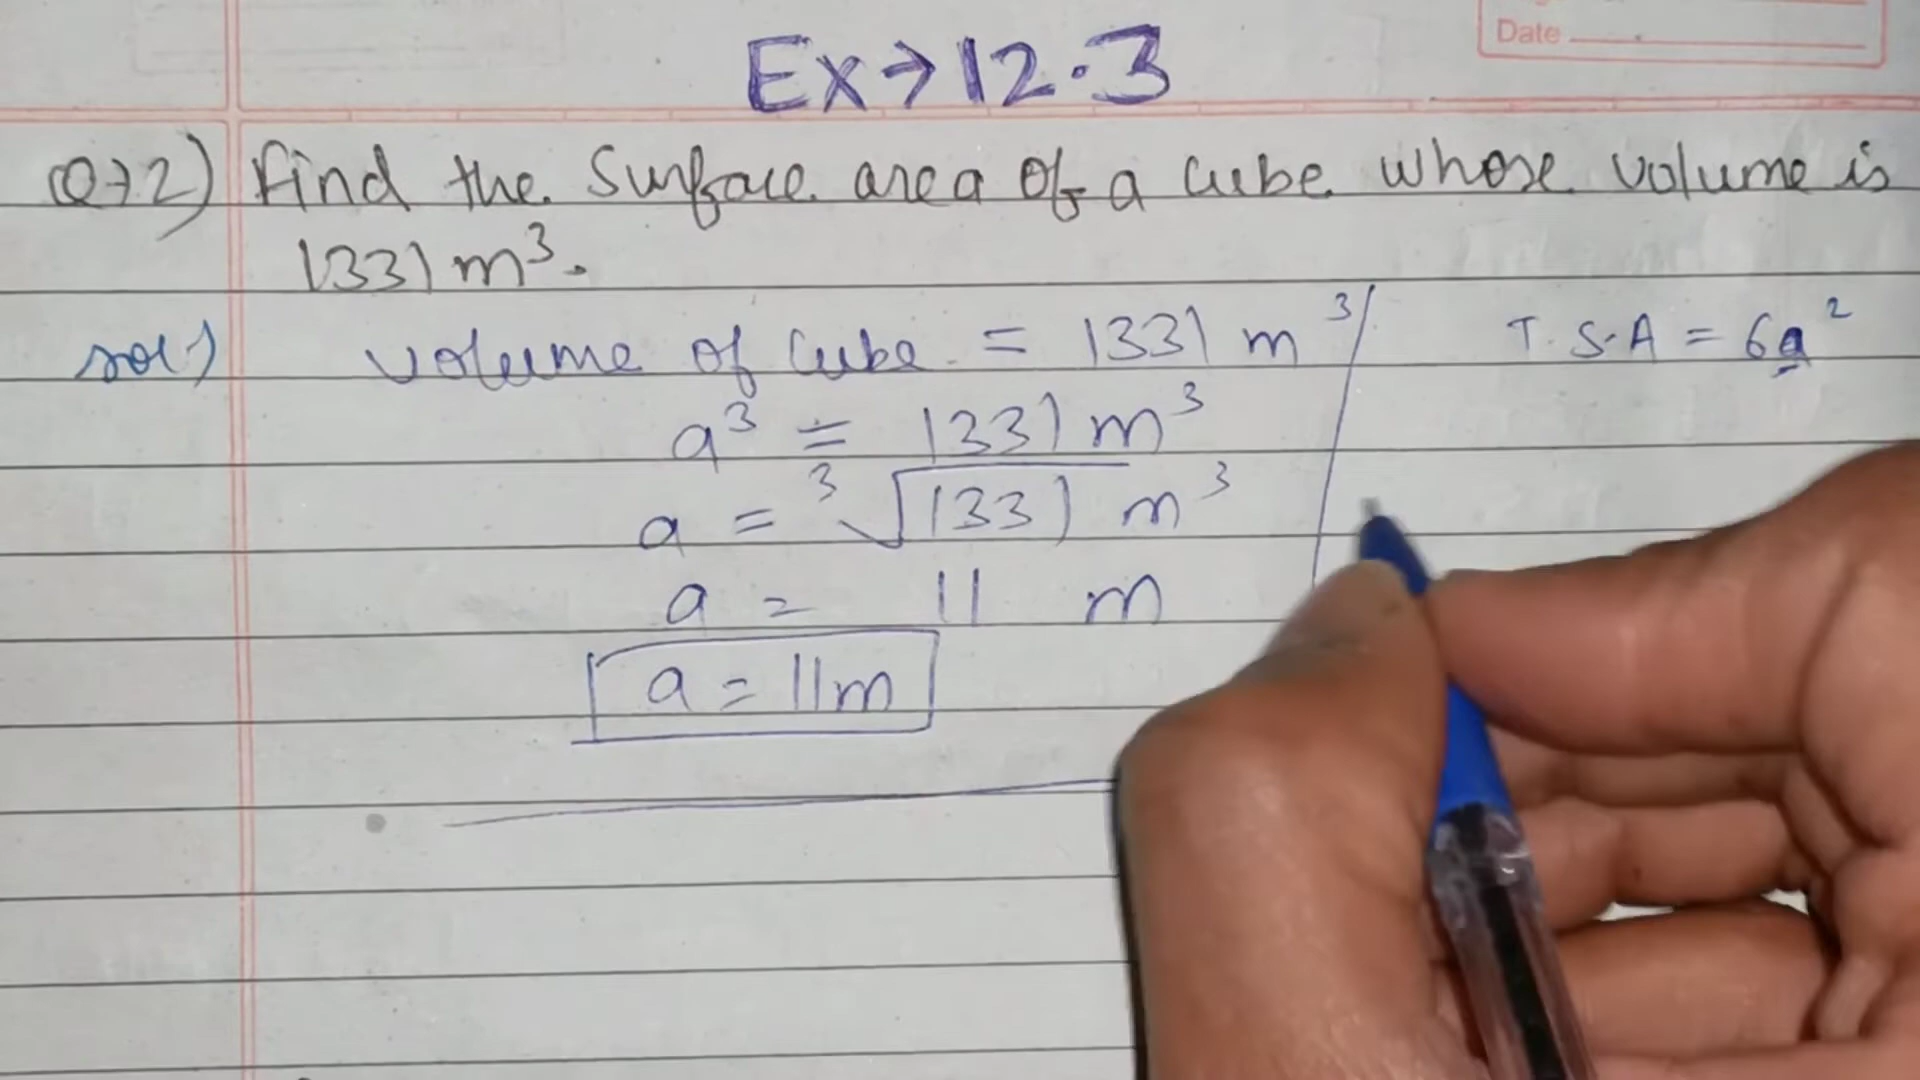 Date
Ex→12.3
Q→2) Find the Surface area of a cube whose volume is
1331 m³.
sol) Volume of Cube = 1331 m³ T.S.A = 6a²
a³ = 1331 m³
a = ³√1331 m³
a = 11 m
a = 11m